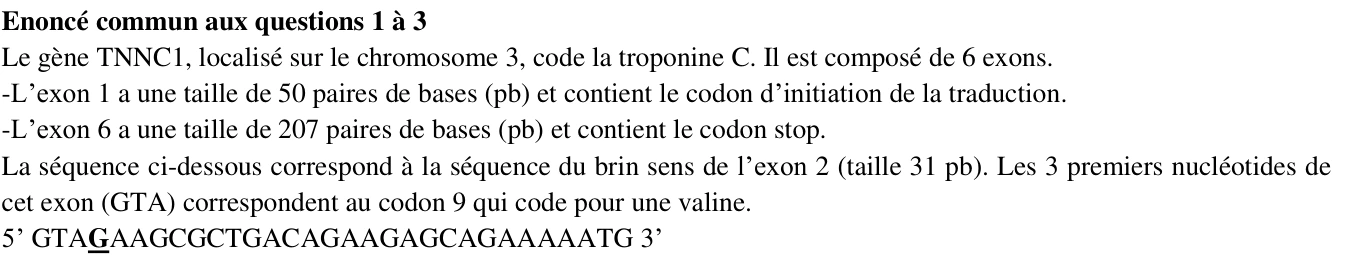 Enoncé commun aux questions 1 à 3
Le gène TNNC1, localisé sur le chromosome 3, code la troponine C. Il est composé de 6 exons.
-L’exon 1 a une taille de 50 paires de bases (pb) et contient le codon d’initiation de la traduction.
-L’exon 6 a une taille de 207 paires de bases (pb) et contient le codon stop.
La séquence ci-dessous correspond à la séquence du brin sens de l’exon 2 (taille 31 pb). Les 3 premiers nucléotides de
cet exon (GTA) correspondent au codon 9 qui code pour une valine.
5’ GTAGAAGCGCTGACAGAAGAGCAGAAAAATG 3’